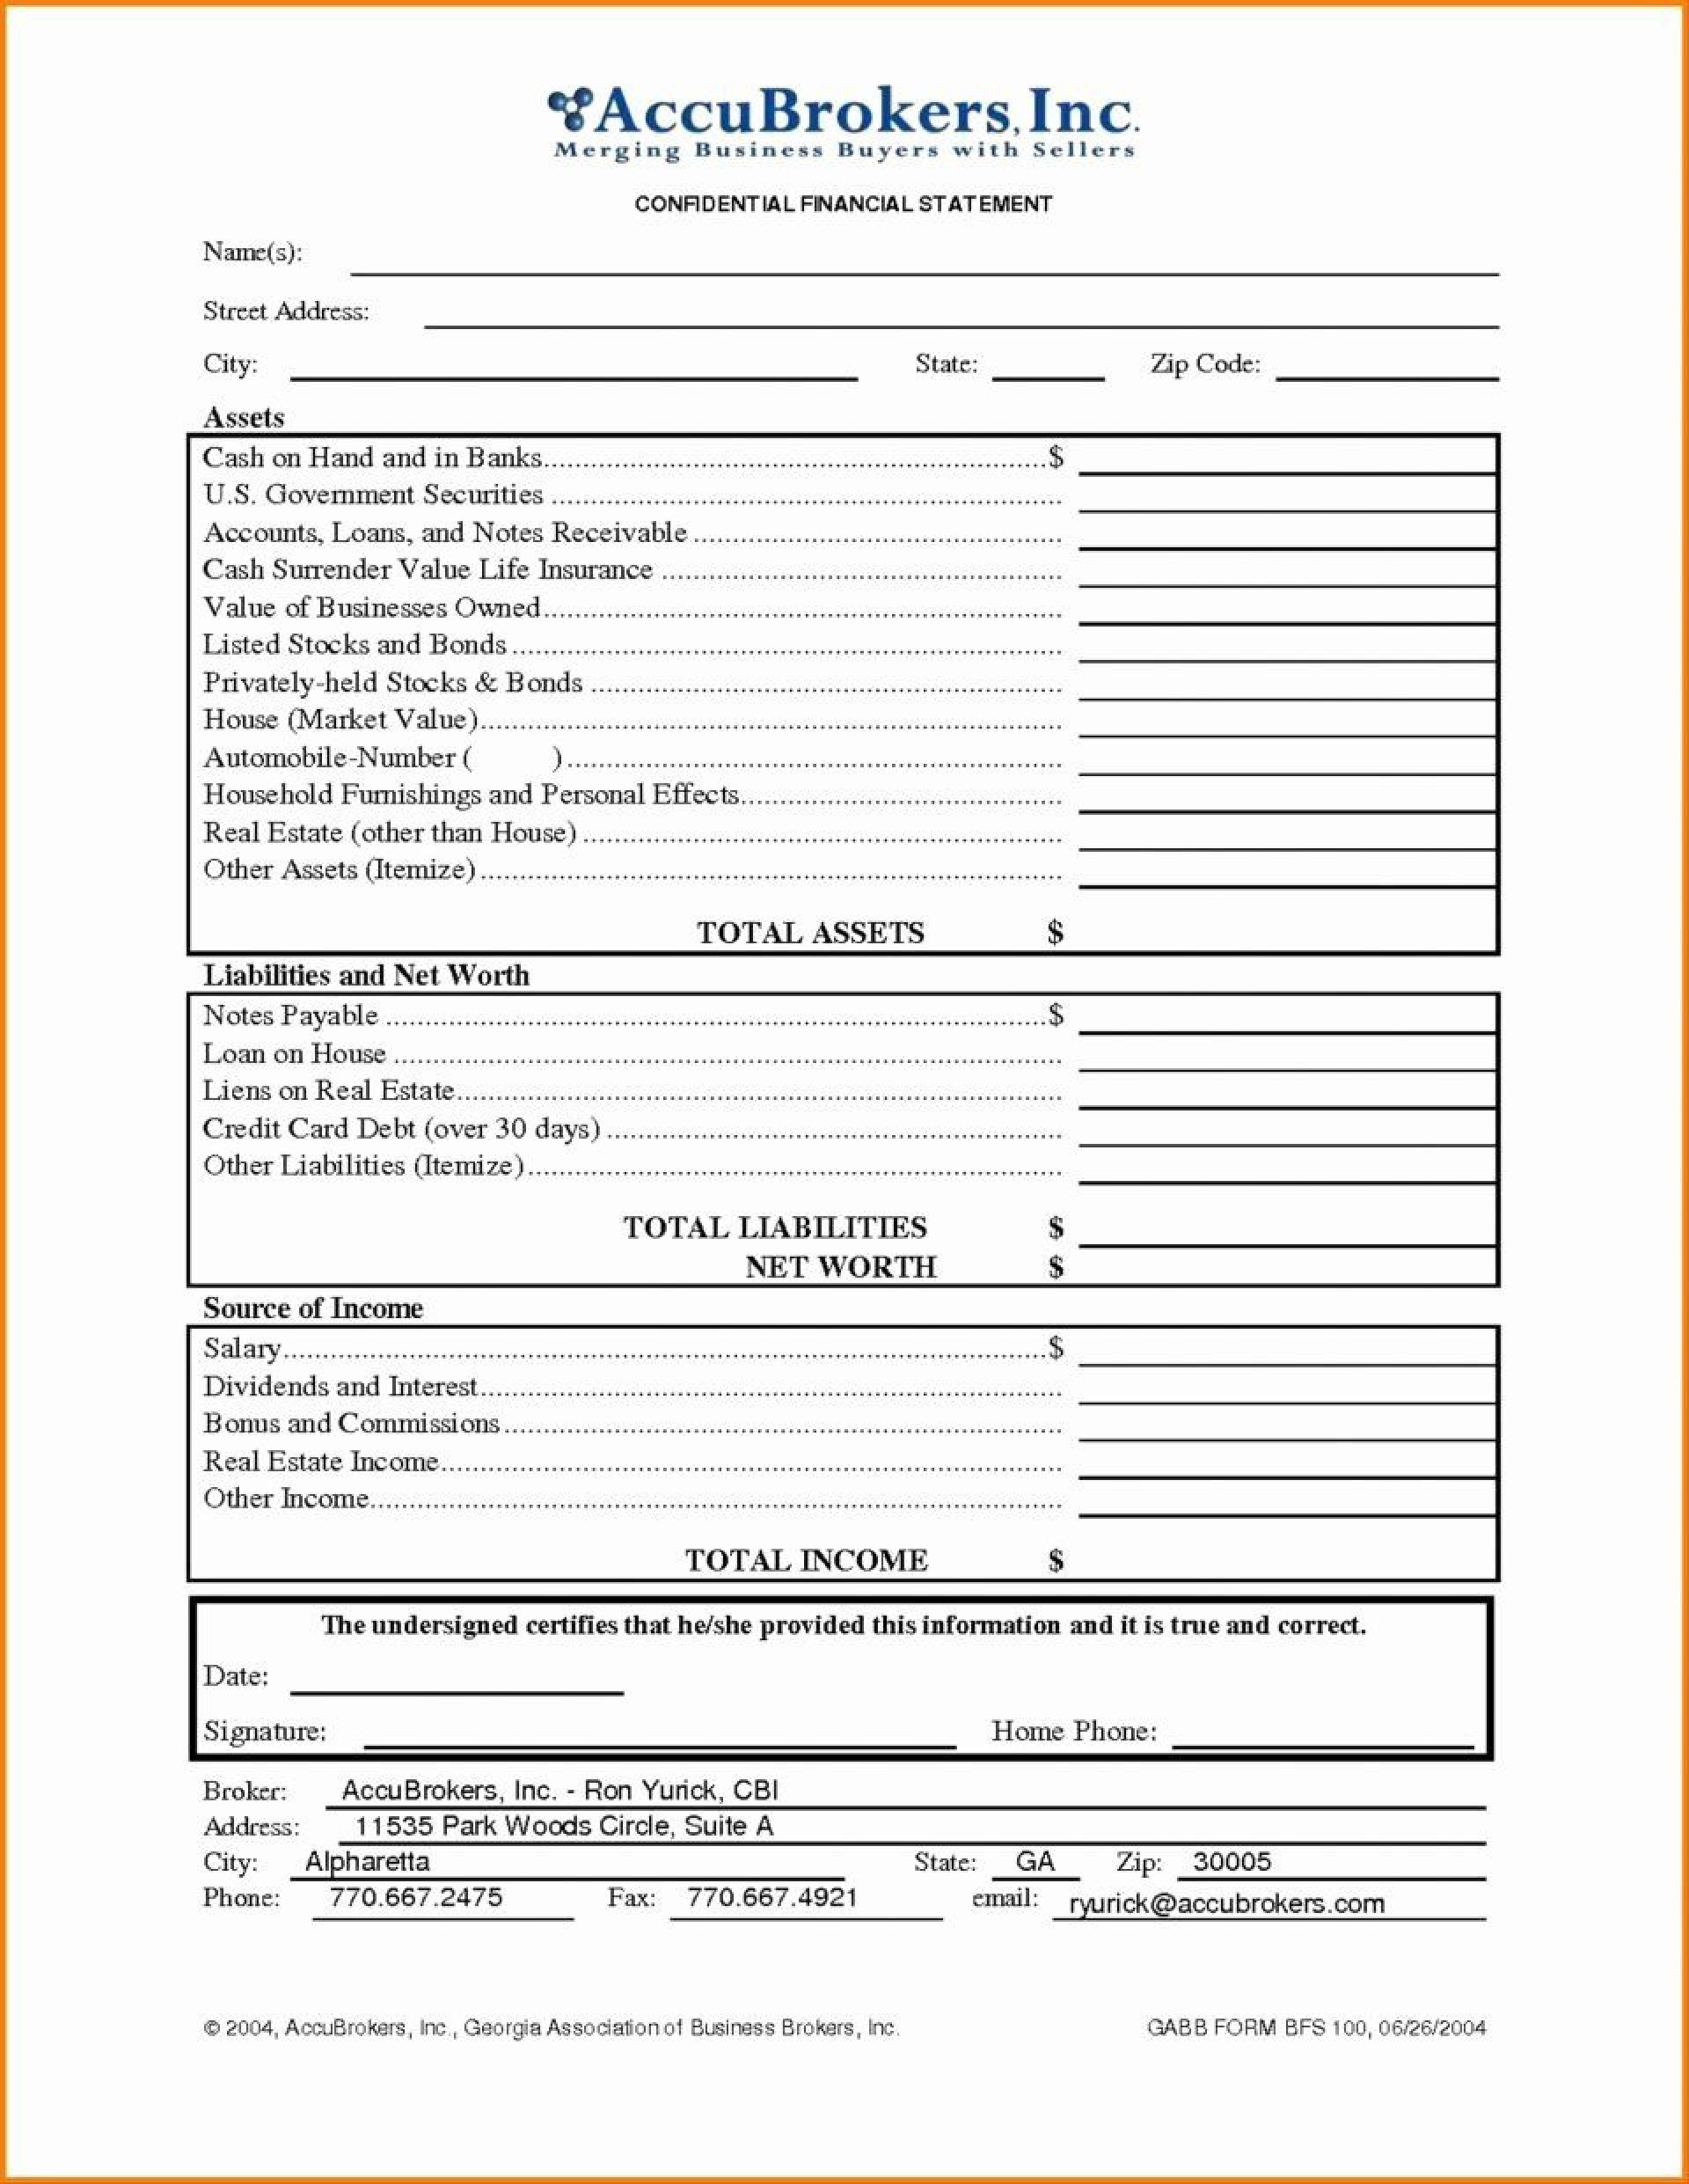 AccuBrokers, Inc.
Merging Business Buyers with Sellers
CONFIDENTIAL FINANCIAL STATEMENT
Name(s):
Street Address:
City: State: Zip Code:
Assets
Cash on Hand and in Banks.....$
U.S. Government Securities .....
Accounts, Loans, and Notes Receivable .....
Cash Surrender Value Life Insurance .....
Value of Businesses Owned.....
Listed Stocks and Bonds .....
Privately-held Stocks & Bonds .....
House (Market Value).....
Automobile-Number ( ).....
Household Furnishings and Personal Effects.....
Real Estate (other than House) .....
Other Assets (Itemize).....
TOTAL ASSETS $
Liabilities and Net Worth
Notes Payable .....$
Loan on House .....
Liens on Real Estate.....
Credit Card Debt (over 30 days) .....
Other Liabilities (Itemize).....
TOTAL LIABILITIES $
NET WORTH $
Source of Income
Salary.....$
Dividends and Interest.....
Bonus and Commissions .....
Real Estate Income.....
Other Income.....
TOTAL INCOME $
The undersigned certifies that he/she provided this information and it is true and correct.
Date:
Signature: Home Phone:
Broker: AccuBrokers, Inc. - Ron Yurick, CBI
Address: 11535 Park Woods Circle, Suite A
City: Alpharetta State: GA Zip: 30005
Phone: 770.667.2475 Fax: 770.667.4921 email: ryurick@accubrokers.com
© 2004, AccuBrokers, Inc., Georgia Association of Business Brokers, Inc. GABB FORM BFS 100, 06/26/2004